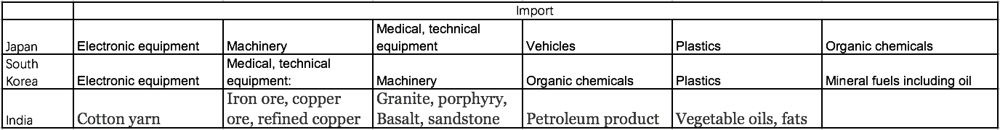 Import
Japan Electronic equipment Machinery Medical, technical equipment Vehicles Plastics Organic chemicals
South Korea Electronic equipment Medical, technical equipment: Machinery Organic chemicals Plastics Mineral fuels including oil
India Cotton yarn Iron ore, copper ore, refined copper Granite, porphyry, Basalt, sandstone Petroleum product Vegetable oils, fats